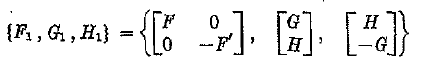 {F₁, G₁, H₁} = { [ F 0 ; 0 −F′ ], [ G ; H ], [ H ; −G ] }